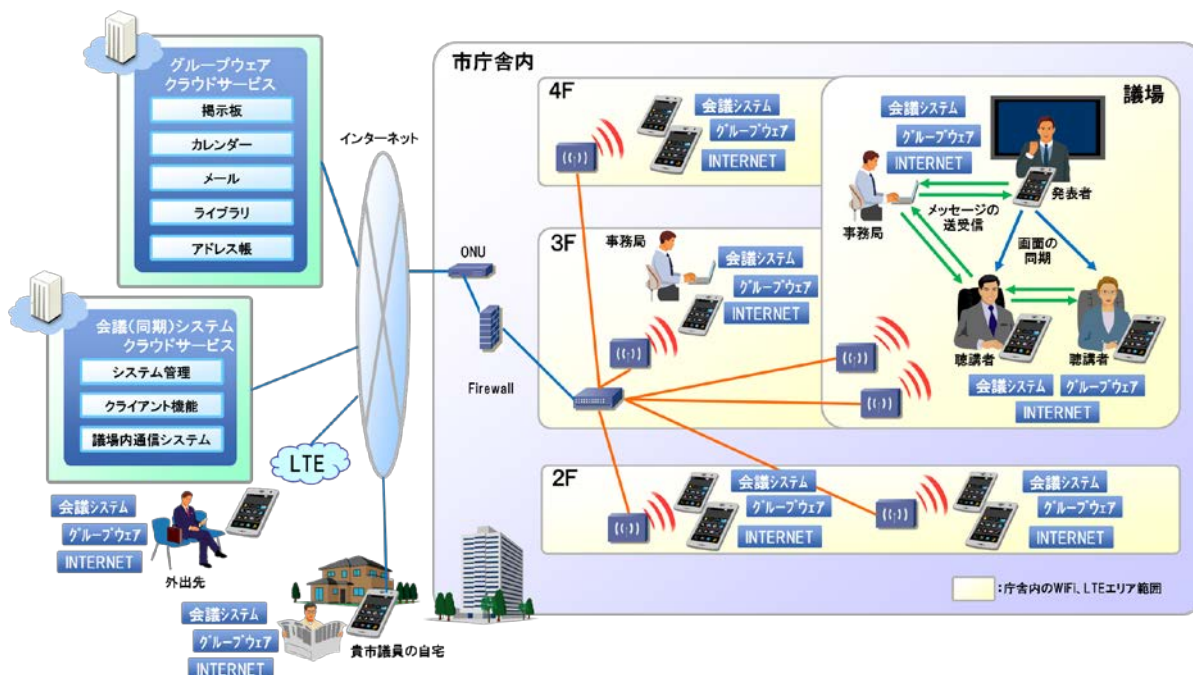 グループウェア
クラウドサービス
掲示板
カレンダー
メール
ライブラリ
アドレス帳
会議(同期)システム
クラウドサービス
システム管理
クライアント機能
議場内通信システム
インターネット
LTE
会議システム
グループウェア
INTERNET
外出先
会議システム
グループウェア
INTERNET
貴市議員の自宅
ONU
Firewall
市庁舎内
4F
会議システム
グループウェア
INTERNET
3F
事務局
会議システム
グループウェア
INTERNET
議場
会議システム
グループウェア
INTERNET
発表者
事務局
メッセージの
送受信
画面の
同期
聴講者
聴講者
会議システム
グループウェア
INTERNET
2F
会議システム
グループウェア
INTERNET
会議システム
グループウェア
INTERNET
:庁舎内のWIFI、LTEエリア範囲